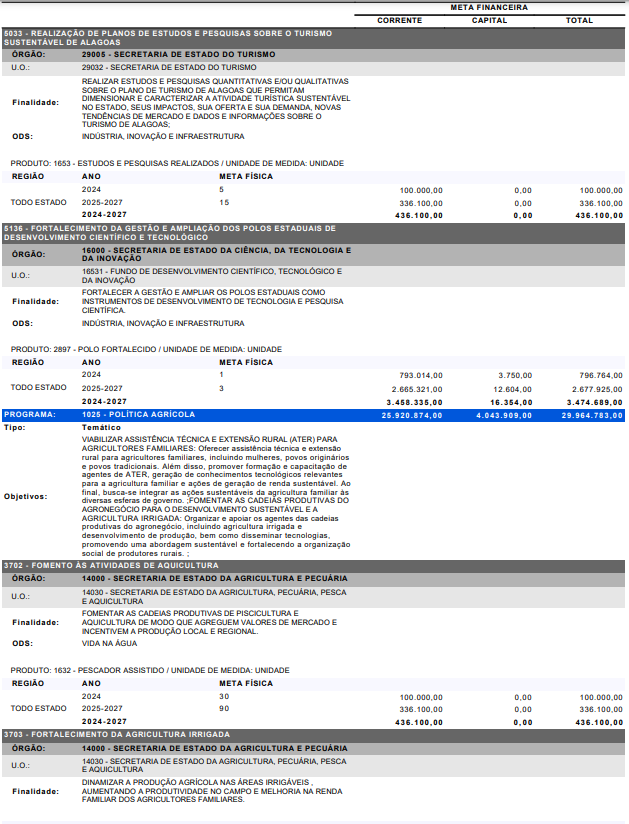 META FINANCEIRA
CORRENTE CAPITAL TOTAL
5033 - REALIZAÇÃO DE PLANOS DE ESTUDOS E PESQUISAS SOBRE O TURISMO
SUSTENTÁVEL DE ALAGOAS
ÓRGÃO: 29005 - SECRETARIA DE ESTADO DO TURISMO
U.O.: 29032 - SECRETARIA DE ESTADO DO TURISMO
Finalidade: REALIZAR ESTUDOS E PESQUISAS QUANTITATIVAS E/OU QUALITATIVAS
SOBRE O PLANO DE TURISMO DE ALAGOAS QUE PERMITAM
DIMENSIONAR E CARACTERIZAR A ATIVIDADE TURÍSTICA SUSTENTÁVEL
NO ESTADO, SEUS IMPACTOS, SUA OFERTA E SUA DEMANDA, NOVAS
TENDÊNCIAS DE MERCADO E DADOS E INFORMAÇÕES SOBRE O
TURISMO DE ALAGOAS;
ODS: INDÚSTRIA, INOVAÇÃO E INFRAESTRUTURA
PRODUTO: 1653 - ESTUDOS E PESQUISAS REALIZADOS / UNIDADE DE MEDIDA: UNIDADE
REGIÃO ANO META FÍSICA
2024 5 100.000,00 0,00 100.000,00
TODO ESTADO 2025-2027 15 336.100,00 0,00 336.100,00
2024-2027 436.100,00 0,00 436.100,00
5136 - FORTALECIMENTO DA GESTÃO E AMPLIAÇÃO DOS POLOS ESTADUAIS DE
DESENVOLVIMENTO CIENTÍFICO E TECNOLÓGICO
ÓRGÃO: 16000 - SECRETARIA DE ESTADO DA CIÊNCIA, DA TECNOLOGIA E
DA INOVAÇÃO
U.O.: 16531 - FUNDO DE DESENVOLVIMENTO CIENTÍFICO, TECNOLÓGICO E
DA INOVAÇÃO
Finalidade: FORTALECER A GESTÃO E AMPLIAR OS POLOS ESTADUAIS COMO
INSTRUMENTOS DE DESENVOLVIMENTO DE TECNOLOGIA E PESQUISA
CIENTÍFICA.
ODS: INDÚSTRIA, INOVAÇÃO E INFRAESTRUTURA
PRODUTO: 2897 - POLO FORTALECIDO / UNIDADE DE MEDIDA: UNIDADE
REGIÃO ANO META FÍSICA
2024 1 793.014,00 3.750,00 796.764,00
TODO ESTADO 2025-2027 3 2.665.321,00 12.604,00 2.677.925,00
2024-2027 3.458.335,00 16.354,00 3.474.689,00
PROGRAMA: 1025 - POLÍTICA AGRÍCOLA 25.920.874,00 4.043.909,00 29.964.783,00
Tipo: Temático
Objetivos: VIABILIZAR ASSISTÊNCIA TÉCNICA E EXTENSÃO RURAL (ATER) PARA
AGRICULTORES FAMILIARES: Oferecer assistência técnica e extensão
rural para agricultores familiares, incluindo mulheres, povos originários
e povos tradicionais. Além disso, promover formação e capacitação de
agentes de ATER, geração de conhecimentos tecnológicos relevantes
para a agricultura familiar e ações de geração de renda sustentável. Ao
final, busca-se integrar as ações sustentáveis da agricultura familiar às
diversas esferas de governo. ;FOMENTAR AS CADEIAS PRODUTIVAS DO
AGRONEGÓCIO PARA O DESENVOLVIMENTO SUSTENTÁVEL E A
AGRICULTURA IRRIGADA: Organizar e apoiar os agentes das cadeias
produtivas do agronegócio, incluindo agricultura irrigada e
desenvolvimento de produção, bem como disseminar tecnologias,
promovendo uma abordagem sustentável e fortalecendo a organização
social de produtores rurais. ;
3702 - FOMENTO ÀS ATIVIDADES DE AQUICULTURA
ÓRGÃO: 14000 - SECRETARIA DE ESTADO DA AGRICULTURA E PECUÁRIA
U.O.: 14030 - SECRETARIA DE ESTADO DA AGRICULTURA, PECUÁRIA, PESCA
E AQUICULTURA
Finalidade: FOMENTAR AS CADEIAS PRODUTIVAS DE PISCICULTURA E
AQUICULTURA DE MODO QUE AGREGUEM VALORES DE MERCADO E
INCENTIVEM A PRODUÇÃO LOCAL E REGIONAL.
ODS: VIDA NA ÁGUA
PRODUTO: 1632 - PESCADOR ASSISTIDO / UNIDADE DE MEDIDA: UNIDADE
REGIÃO ANO META FÍSICA
2024 30 100.000,00 0,00 100.000,00
TODO ESTADO 2025-2027 90 336.100,00 0,00 336.100,00
2024-2027 436.100,00 0,00 436.100,00
3703 - FORTALECIMENTO DA AGRICULTURA IRRIGADA
ÓRGÃO: 14000 - SECRETARIA DE ESTADO DA AGRICULTURA E PECUÁRIA
U.O.: 14030 - SECRETARIA DE ESTADO DA AGRICULTURA, PECUÁRIA, PESCA
E AQUICULTURA
Finalidade: DINAMIZAR A PRODUÇÃO AGRÍCOLA NAS ÁREAS IRRIGÁVEIS ,
AUMENTANDO A PRODUTIVIDADE NO CAMPO E MELHORIA NA RENDA
FAMILIAR DOS AGRICULTORES FAMILIARES.